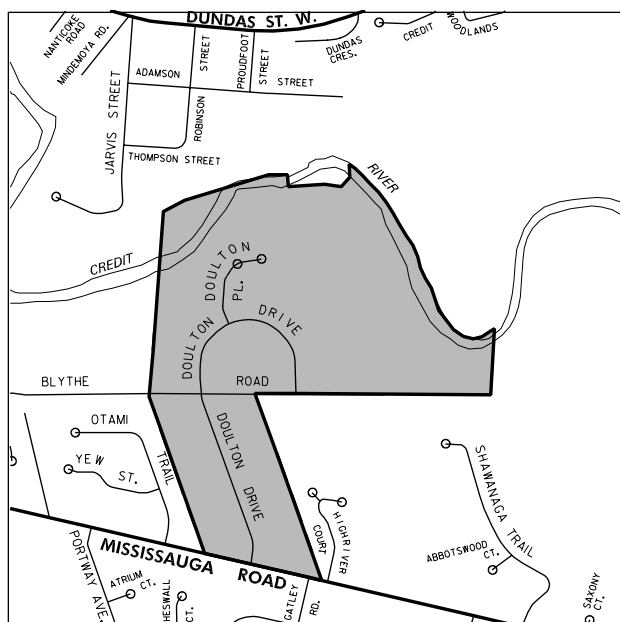 DUNDAS ST. W.
NANTICOKE
ROAD
MINDEMOYA RD.
JARVIS STREET
ADAMSON
STREET
STREET
PROUDFOOT
STREET
ROBINSON
THOMPSON STREET
DUNDAS
CRES.
CREDIT
WOODLANDS
RIVER
CREDIT
DOULTON
PL.
DOULTON
DRIVE
BLYTHE
ROAD
OTAMI
TRAIL
YEW
ST.
DOULTON
DRIVE
HIGHRIVER
COURT
SHAWANAGA TRAIL
ABBOTSWOOD
CT.
SAXONY
CT.
MISSISSAUGA ROAD
PORTWAY AVE.
ATRIUM
CT.
HESWALL
CT.
GATLEY
RD.